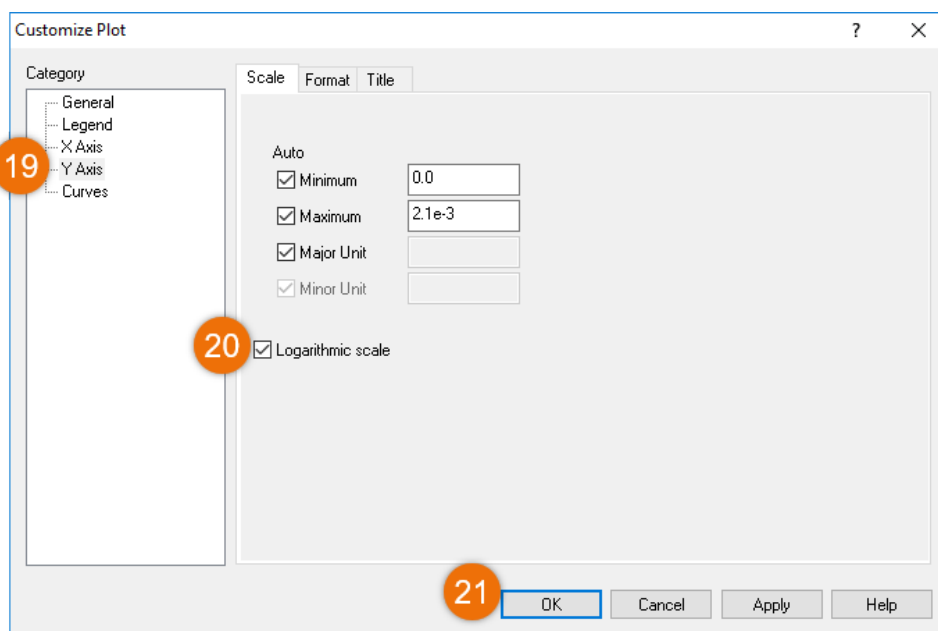 Customize Plot ?
Category
General
Legend
X Axis
19 Y Axis
Curves
Scale Format Title
Auto
Minimum 0.0
Maximum 2.1e-3
Major Unit
Minor Unit
20 Logarithmic scale
21 OK Cancel Apply Help